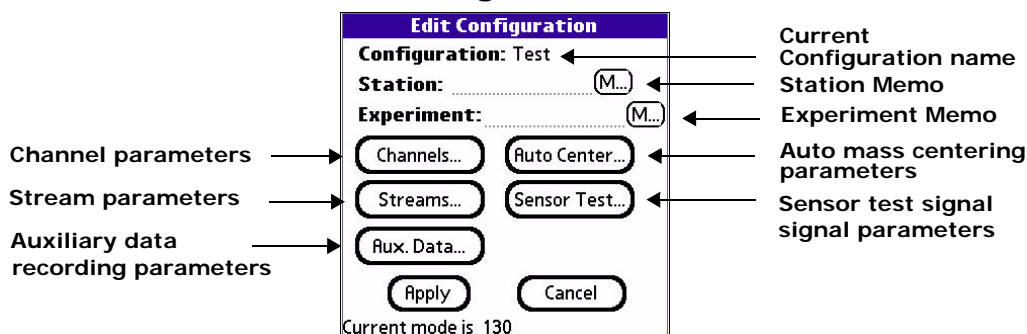 Edit Configuration
Configuration: Test
Current
Configuration name
Station: M...
Station Memo
Experiment: M...
Experiment Memo
Channel parameters
Channels...
Auto Center...
Auto mass centering
parameters
Stream parameters
Streams...
Sensor Test...
Sensor test signal
signal parameters
Auxiliary data
recording parameters
Aux. Data...
Apply
Cancel
Current mode is 130